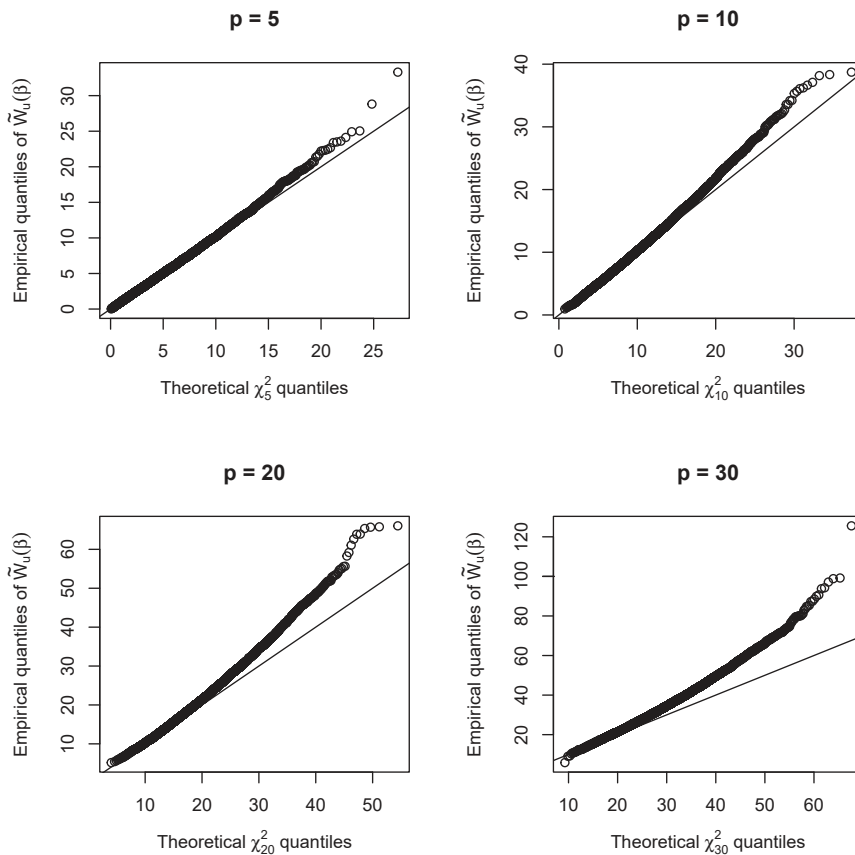 p = 5
Empirical quantiles of W̃u(β)
0 5 10 15 20 25 30
0 5 10 15 20 25
Theoretical χ²5 quantiles
p = 10
Empirical quantiles of W̃u(β)
0 10 20 30 40
0 10 20 30
Theoretical χ²10 quantiles
p = 20
Empirical quantiles of W̃u(β)
10 20 30 40 50 60
10 20 30 40 50
Theoretical χ²20 quantiles
p = 30
Empirical quantiles of W̃u(β)
20 40 60 80 100 120
10 20 30 40 50 60
Theoretical χ²30 quantiles